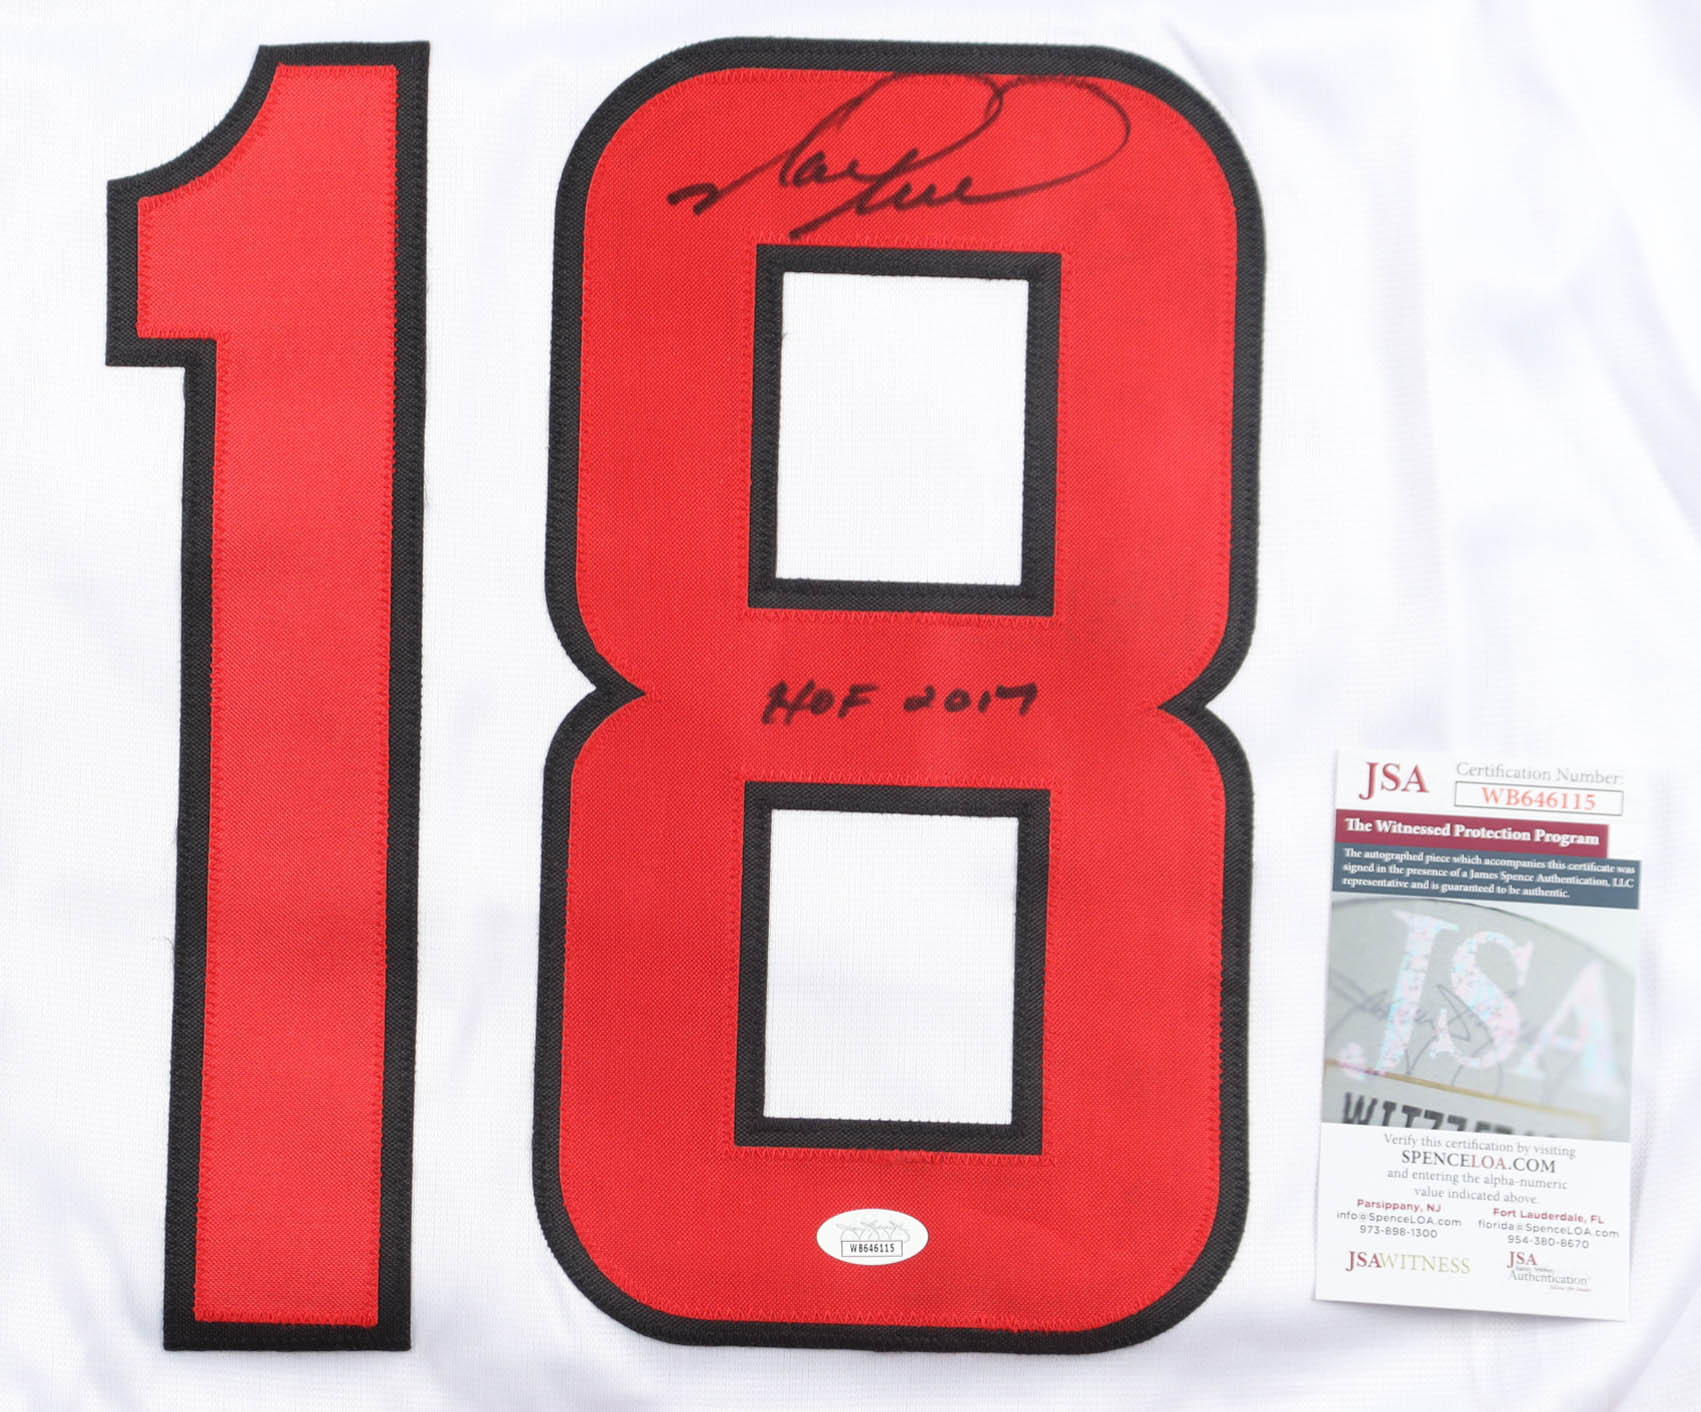 18
HOF 2017
WB646115
JSA
Certification Number:
WB646115
The Witnessed Protection Program
The autographed piece which accompanies this certificate was
signed in the presence of a James Spence Authentication, LLC
representative and is guaranteed to be authentic.
JSA
Verify this certification by visiting
SPENCELOA.COM
and entering the alpha-numeric
value indicated above.
Parsippany, NJ
info@SpenceLOA.com
973-898-1300
Fort Lauderdale, FL
florida@SpenceLOA.com
954-380-8670
JSAWITNESS
JSA
Authentication